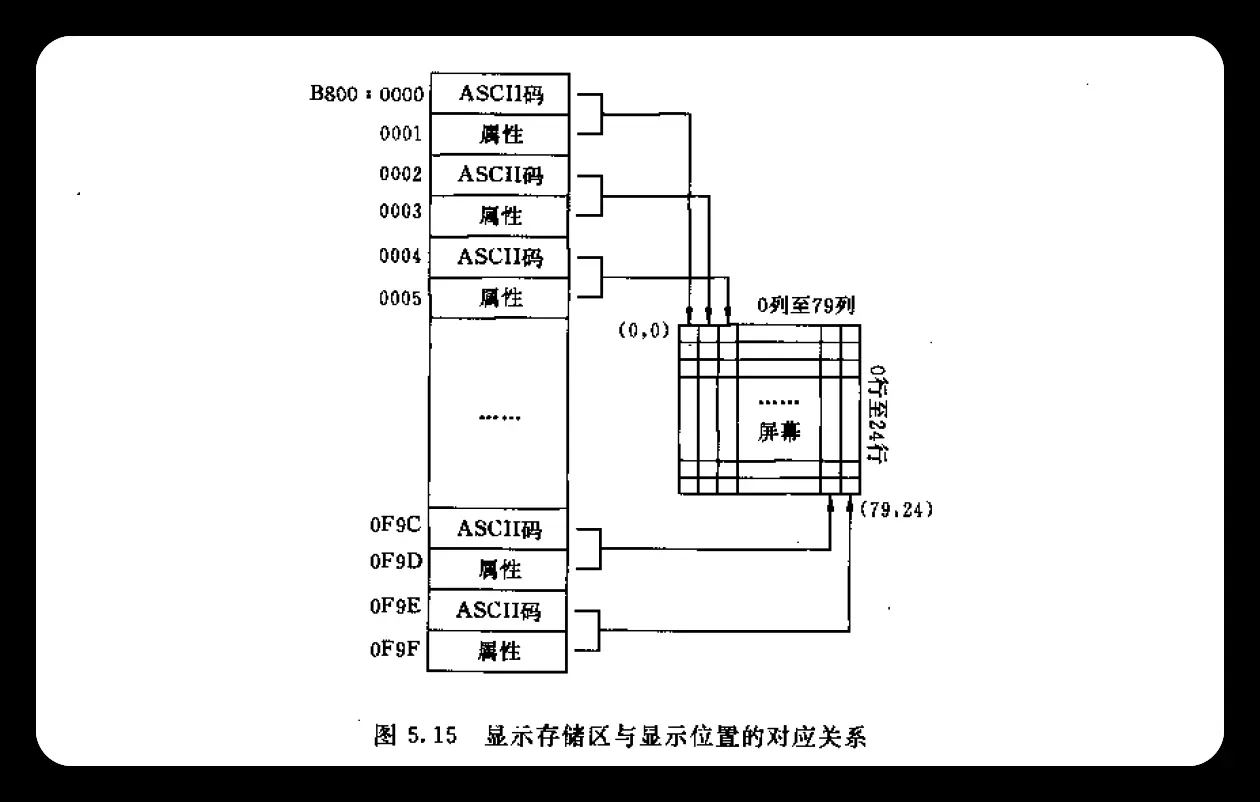 B800：0000 ASCII码
0001 属性
0002 ASCII码
0003 属性
0004 ASCII码
0005 属性
0列至79列
(0,0)
0行至24行
……
……
屏幕
(79,24)
0F9C ASCII码
0F9D 属性
0F9E ASCII码
0F9F 属性
图 5.15 显示存储区与显示位置的对应关系